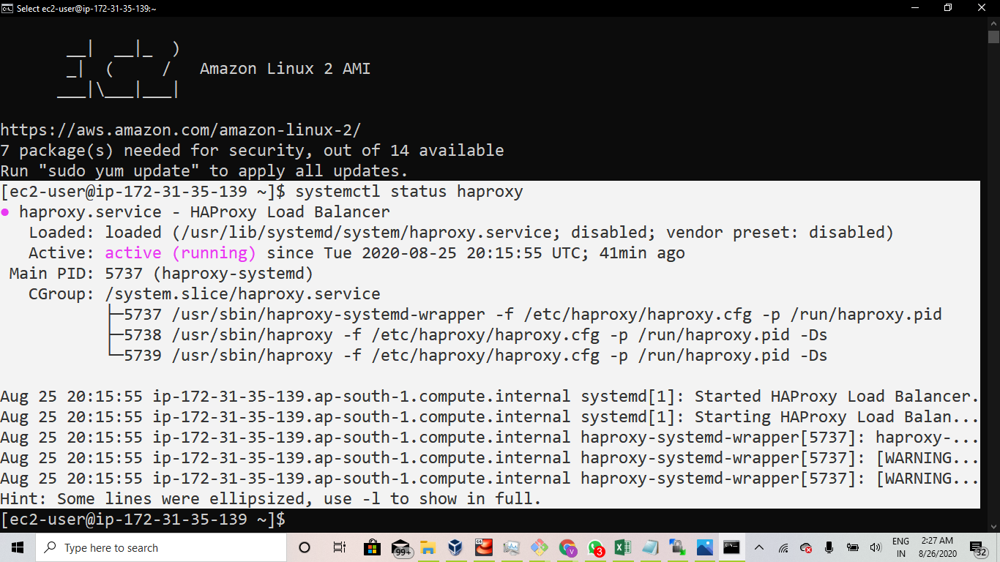 Select ec2-user@ip-172-31-35-139:~
__|  __|_  )
_|  (     /   Amazon Linux 2 AMI
___|\___|___|
https://aws.amazon.com/amazon-linux-2/
7 package(s) needed for security, out of 14 available
Run "sudo yum update" to apply all updates.
[ec2-user@ip-172-31-35-139 ~]$ systemctl status haproxy
● haproxy.service - HAProxy Load Balancer
   Loaded: loaded (/usr/lib/systemd/system/haproxy.service; disabled; vendor preset: disabled)
   Active: active (running) since Tue 2020-08-25 20:15:55 UTC; 41min ago
 Main PID: 5737 (haproxy-systemd)
   CGroup: /system.slice/haproxy.service
           ├─5737 /usr/sbin/haproxy-systemd-wrapper -f /etc/haproxy/haproxy.cfg -p /run/haproxy.pid
           ├─5738 /usr/sbin/haproxy -f /etc/haproxy/haproxy.cfg -p /run/haproxy.pid -Ds
           └─5739 /usr/sbin/haproxy -f /etc/haproxy/haproxy.cfg -p /run/haproxy.pid -Ds
Aug 25 20:15:55 ip-172-31-35-139.ap-south-1.compute.internal systemd[1]: Started HAProxy Load Balancer.
Aug 25 20:15:55 ip-172-31-35-139.ap-south-1.compute.internal systemd[1]: Starting HAProxy Load Balan...
Aug 25 20:15:55 ip-172-31-35-139.ap-south-1.compute.internal haproxy-systemd-wrapper[5737]: haproxy-...
Aug 25 20:15:55 ip-172-31-35-139.ap-south-1.compute.internal haproxy-systemd-wrapper[5737]: [WARNING...
Aug 25 20:15:55 ip-172-31-35-139.ap-south-1.compute.internal haproxy-systemd-wrapper[5737]: [WARNING...
Hint: Some lines were ellipsized, use -l to show in full.
[ec2-user@ip-172-31-35-139 ~]$
Type here to search
99+
3
ENG
IN
2:27 AM
8/26/2020
32